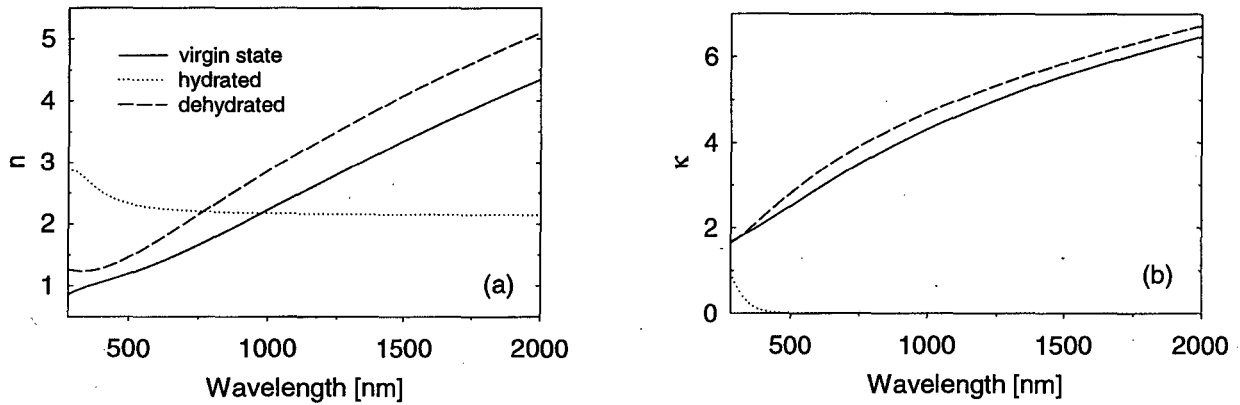 5
4
3
2
1
n
virgin state
hydrated
dehydrated
(a)
500
1000
1500
2000
Wavelength [nm]
6
4
2
0
κ
(b)
500
1000
1500
2000
Wavelength [nm]